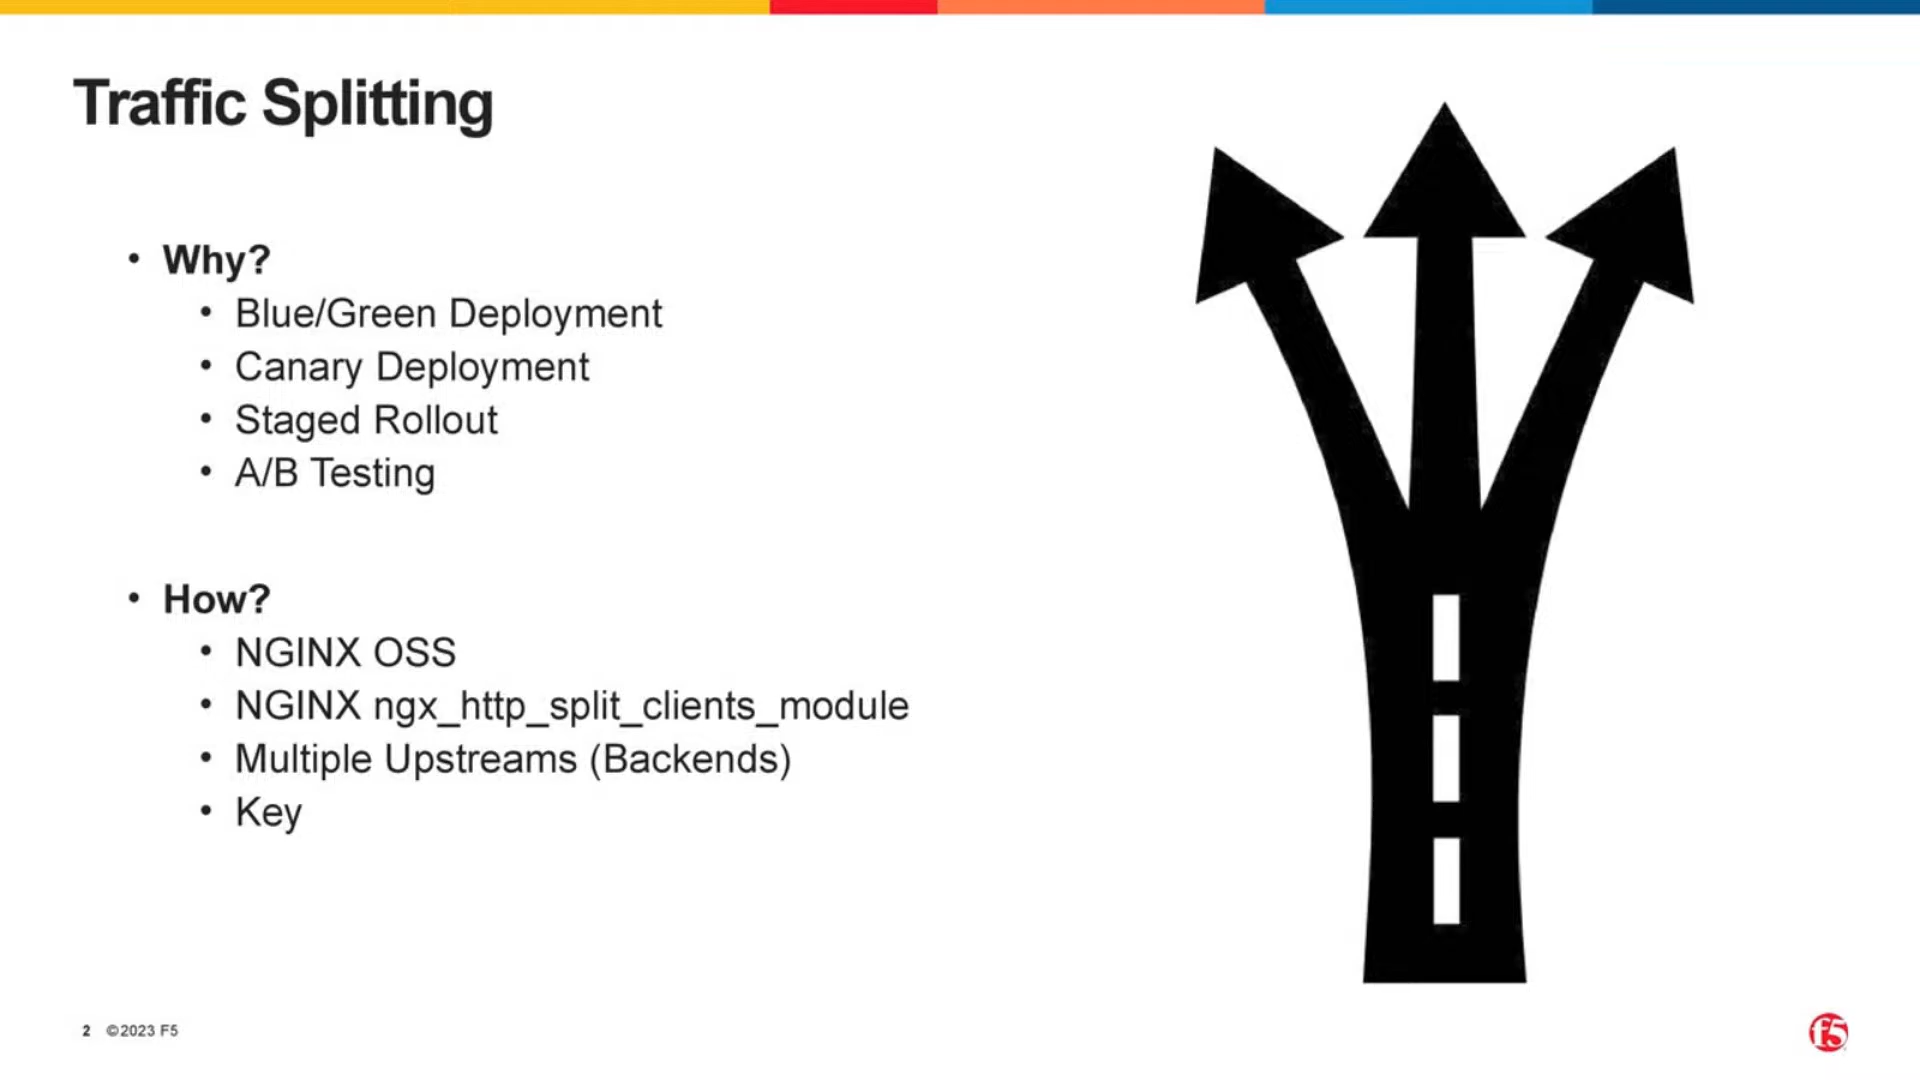 Traffic Splitting
• Why?
• Blue/Green Deployment
• Canary Deployment
• Staged Rollout
• A/B Testing
• How?
• NGINX OSS
• NGINX ngx_http_split_clients_module
• Multiple Upstreams (Backends)
• Key
2 ©2023 F5
f5